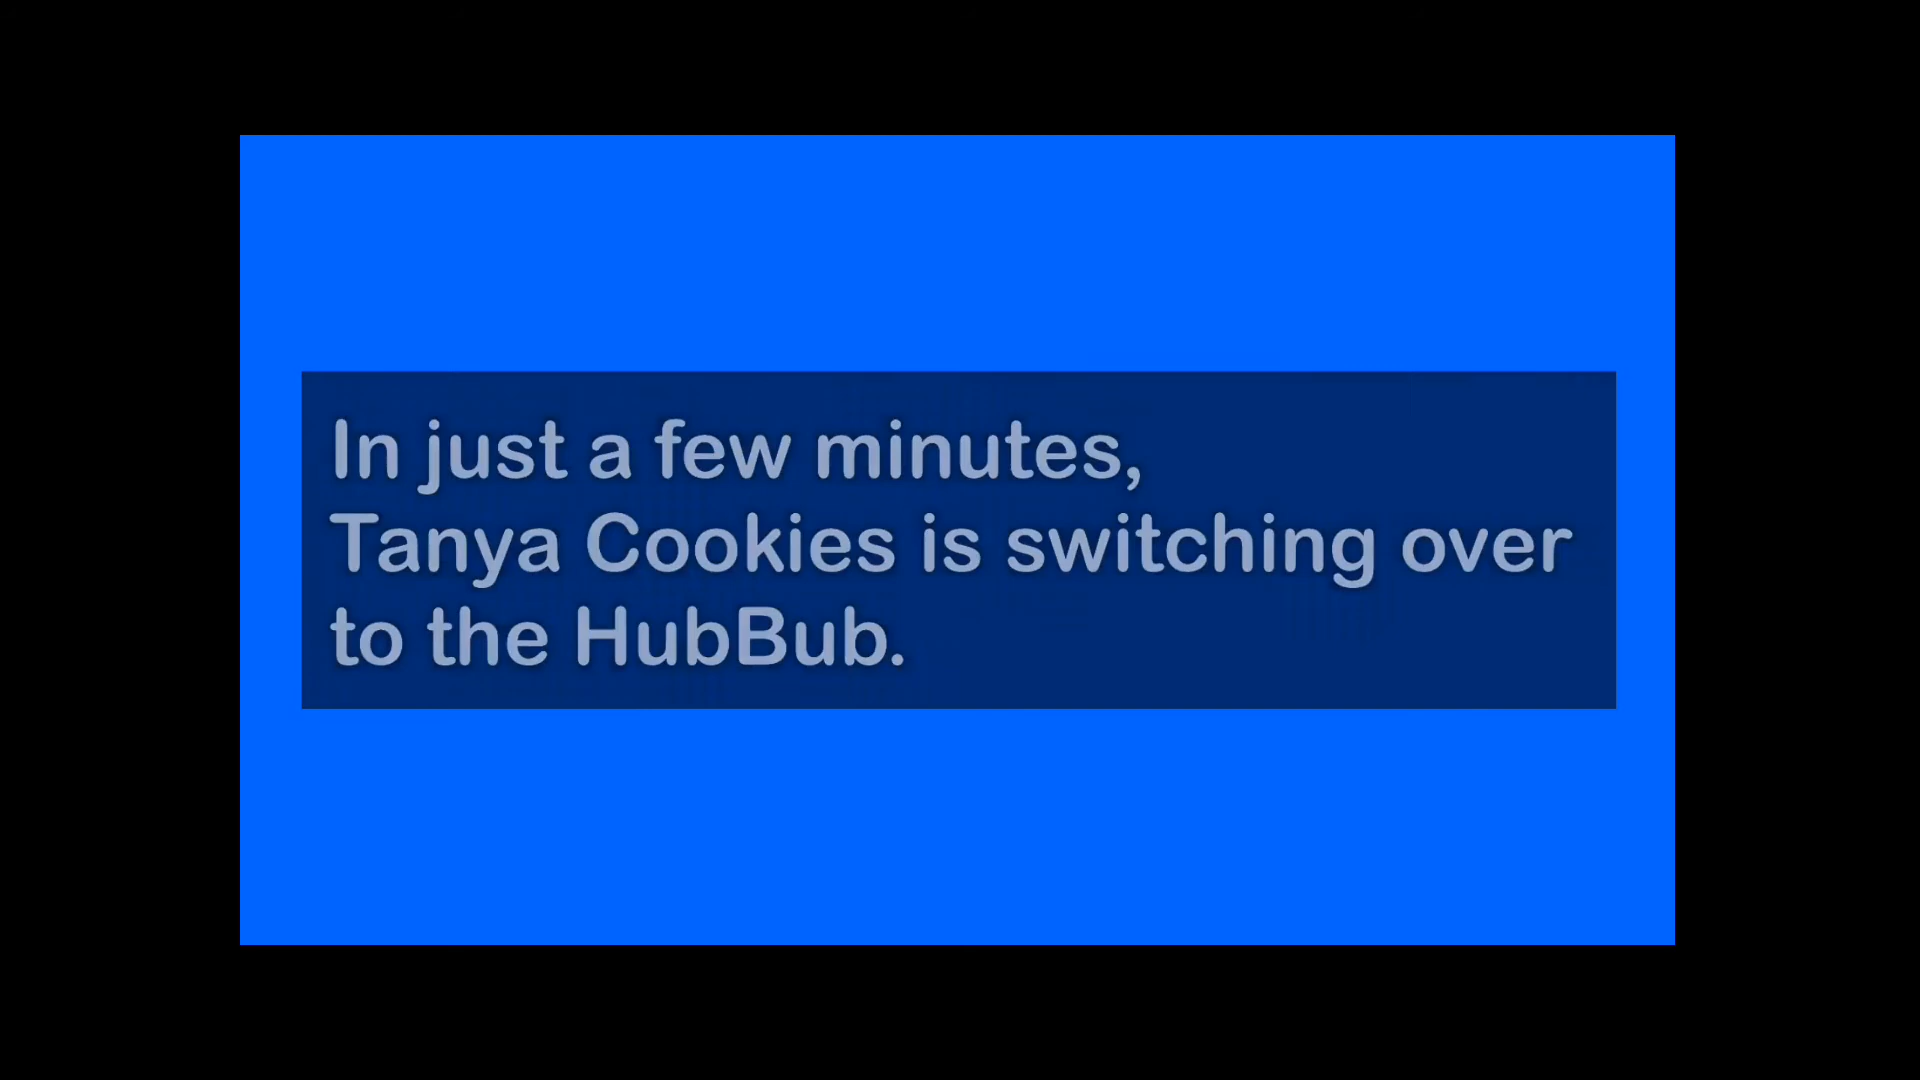 In just a few minutes,
Tanya Cookies is switching over
to the HubBub.